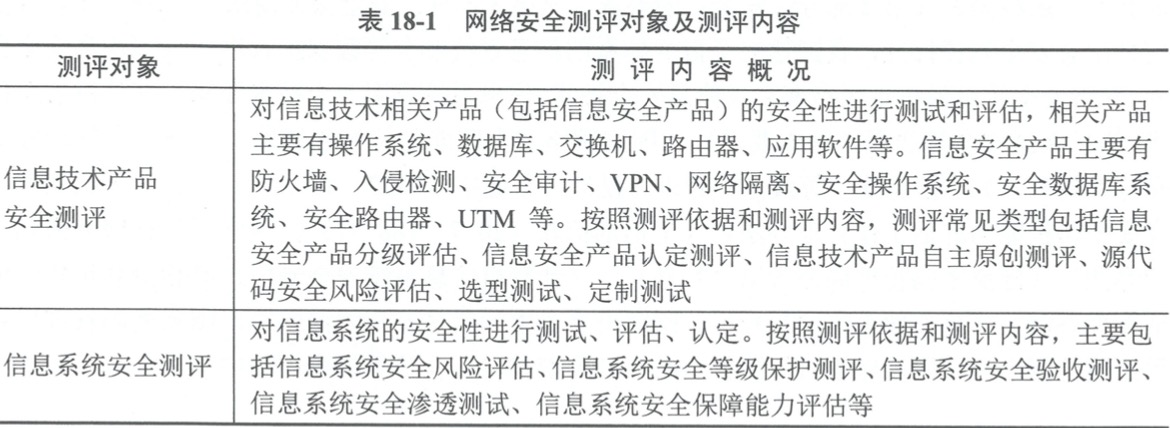 表 18-1 网络安全测评对象及测评内容
测评对象
测 评 内 容 概 况
信息技术产品
安全测评
对信息技术相关产品（包括信息安全产品）的安全性进行测试和评估，相关产品
主要有操作系统、数据库、交换机、路由器、应用软件等。信息安全产品主要有
防火墙、入侵检测、安全审计、VPN、网络隔离、安全操作系统、安全数据库系
统、安全路由器、UTM 等。按照测评依据和测评内容，测评常见类型包括信息
安全产品分级评估、信息安全产品认定测评、信息技术产品自主原创测评、源代
码安全风险评估、选型测试、定制测试
信息系统安全测评
对信息系统的安全性进行测试、评估、认定。按照测评依据和测评内容，主要包
括信息系统安全风险评估、信息系统安全等级保护测评、信息系统安全验收测评、
信息系统安全渗透测试、信息系统安全保障能力评估等